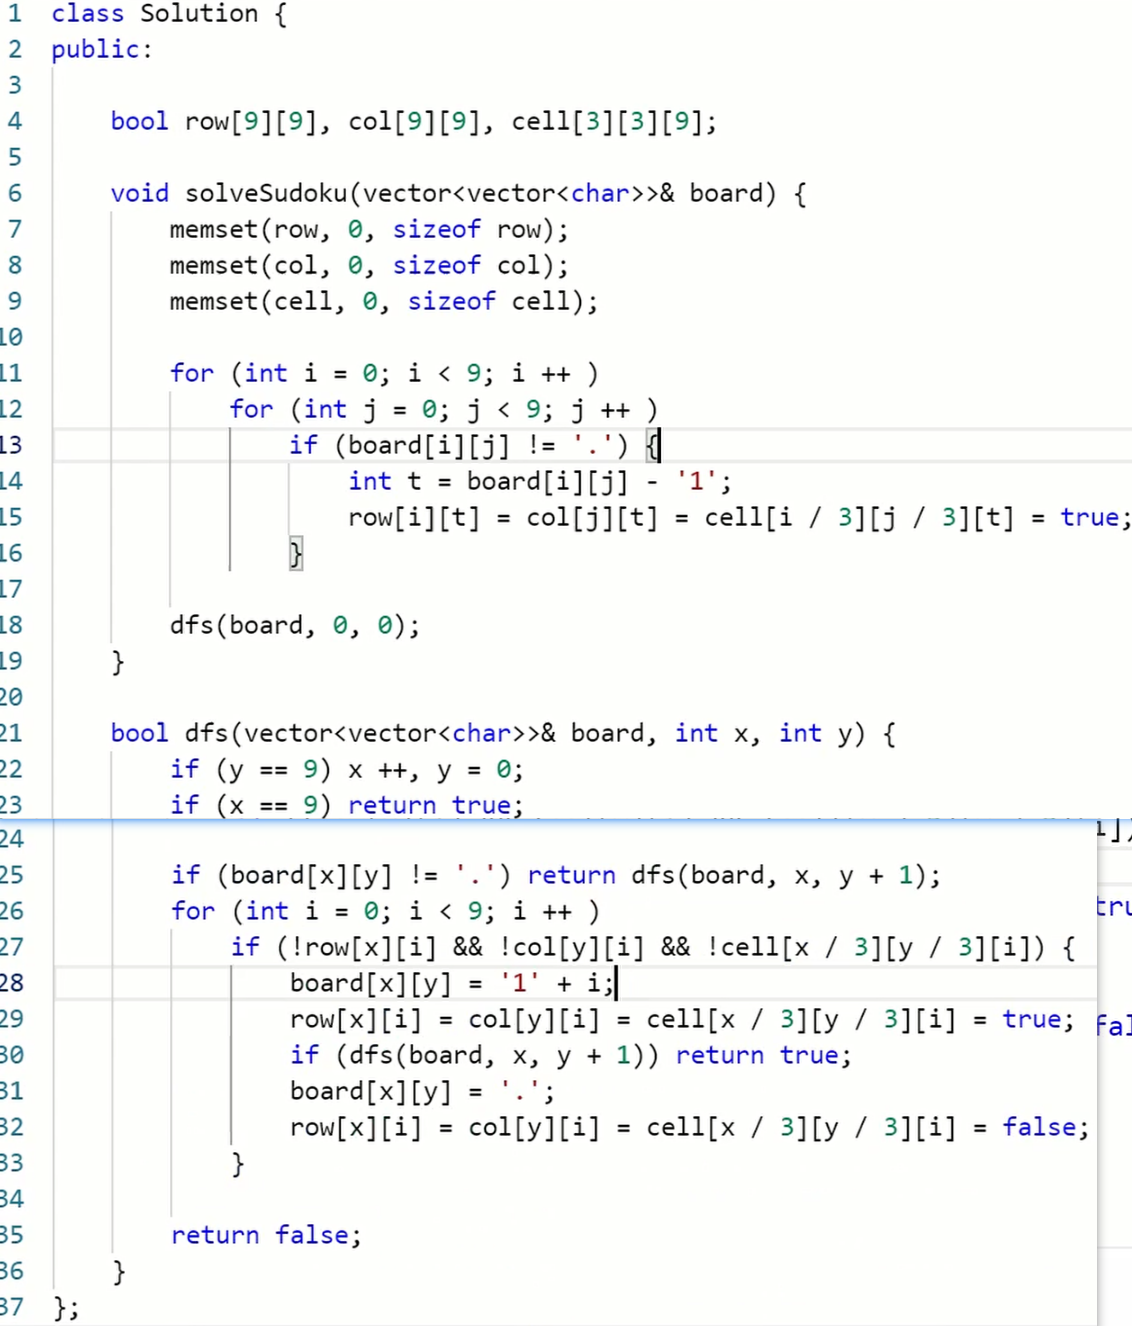 1 class Solution {
2 public:
3
4 bool row[9][9], col[9][9], cell[3][3][9];
5
6 void solveSudoku(vector<vector<char>>& board) {
7 memset(row, 0, sizeof row);
8 memset(col, 0, sizeof col);
9 memset(cell, 0, sizeof cell);
10
11 for (int i = 0; i < 9; i ++ )
12 for (int j = 0; j < 9; j ++ )
13 if (board[i][j] != '.') {
14 int t = board[i][j] - '1';
15 row[i][t] = col[j][t] = cell[i / 3][j / 3][t] = true;
16 }
17
18 dfs(board, 0, 0);
19 }
20
21 bool dfs(vector<vector<char>>& board, int x, int y) {
22 if (y == 9) x ++, y = 0;
23 if (x == 9) return true;
24
25 if (board[x][y] != '.') return dfs(board, x, y + 1);
26 for (int i = 0; i < 9; i ++ )
27 if (!row[x][i] && !col[y][i] && !cell[x / 3][y / 3][i]) {
28 board[x][y] = '1' + i;
29 row[x][i] = col[y][i] = cell[x / 3][y / 3][i] = true;
30 if (dfs(board, x, y + 1)) return true;
31 board[x][y] = '.';
32 row[x][i] = col[y][i] = cell[x / 3][y / 3][i] = false;
33 }
34
35 return false;
36 }
37 };